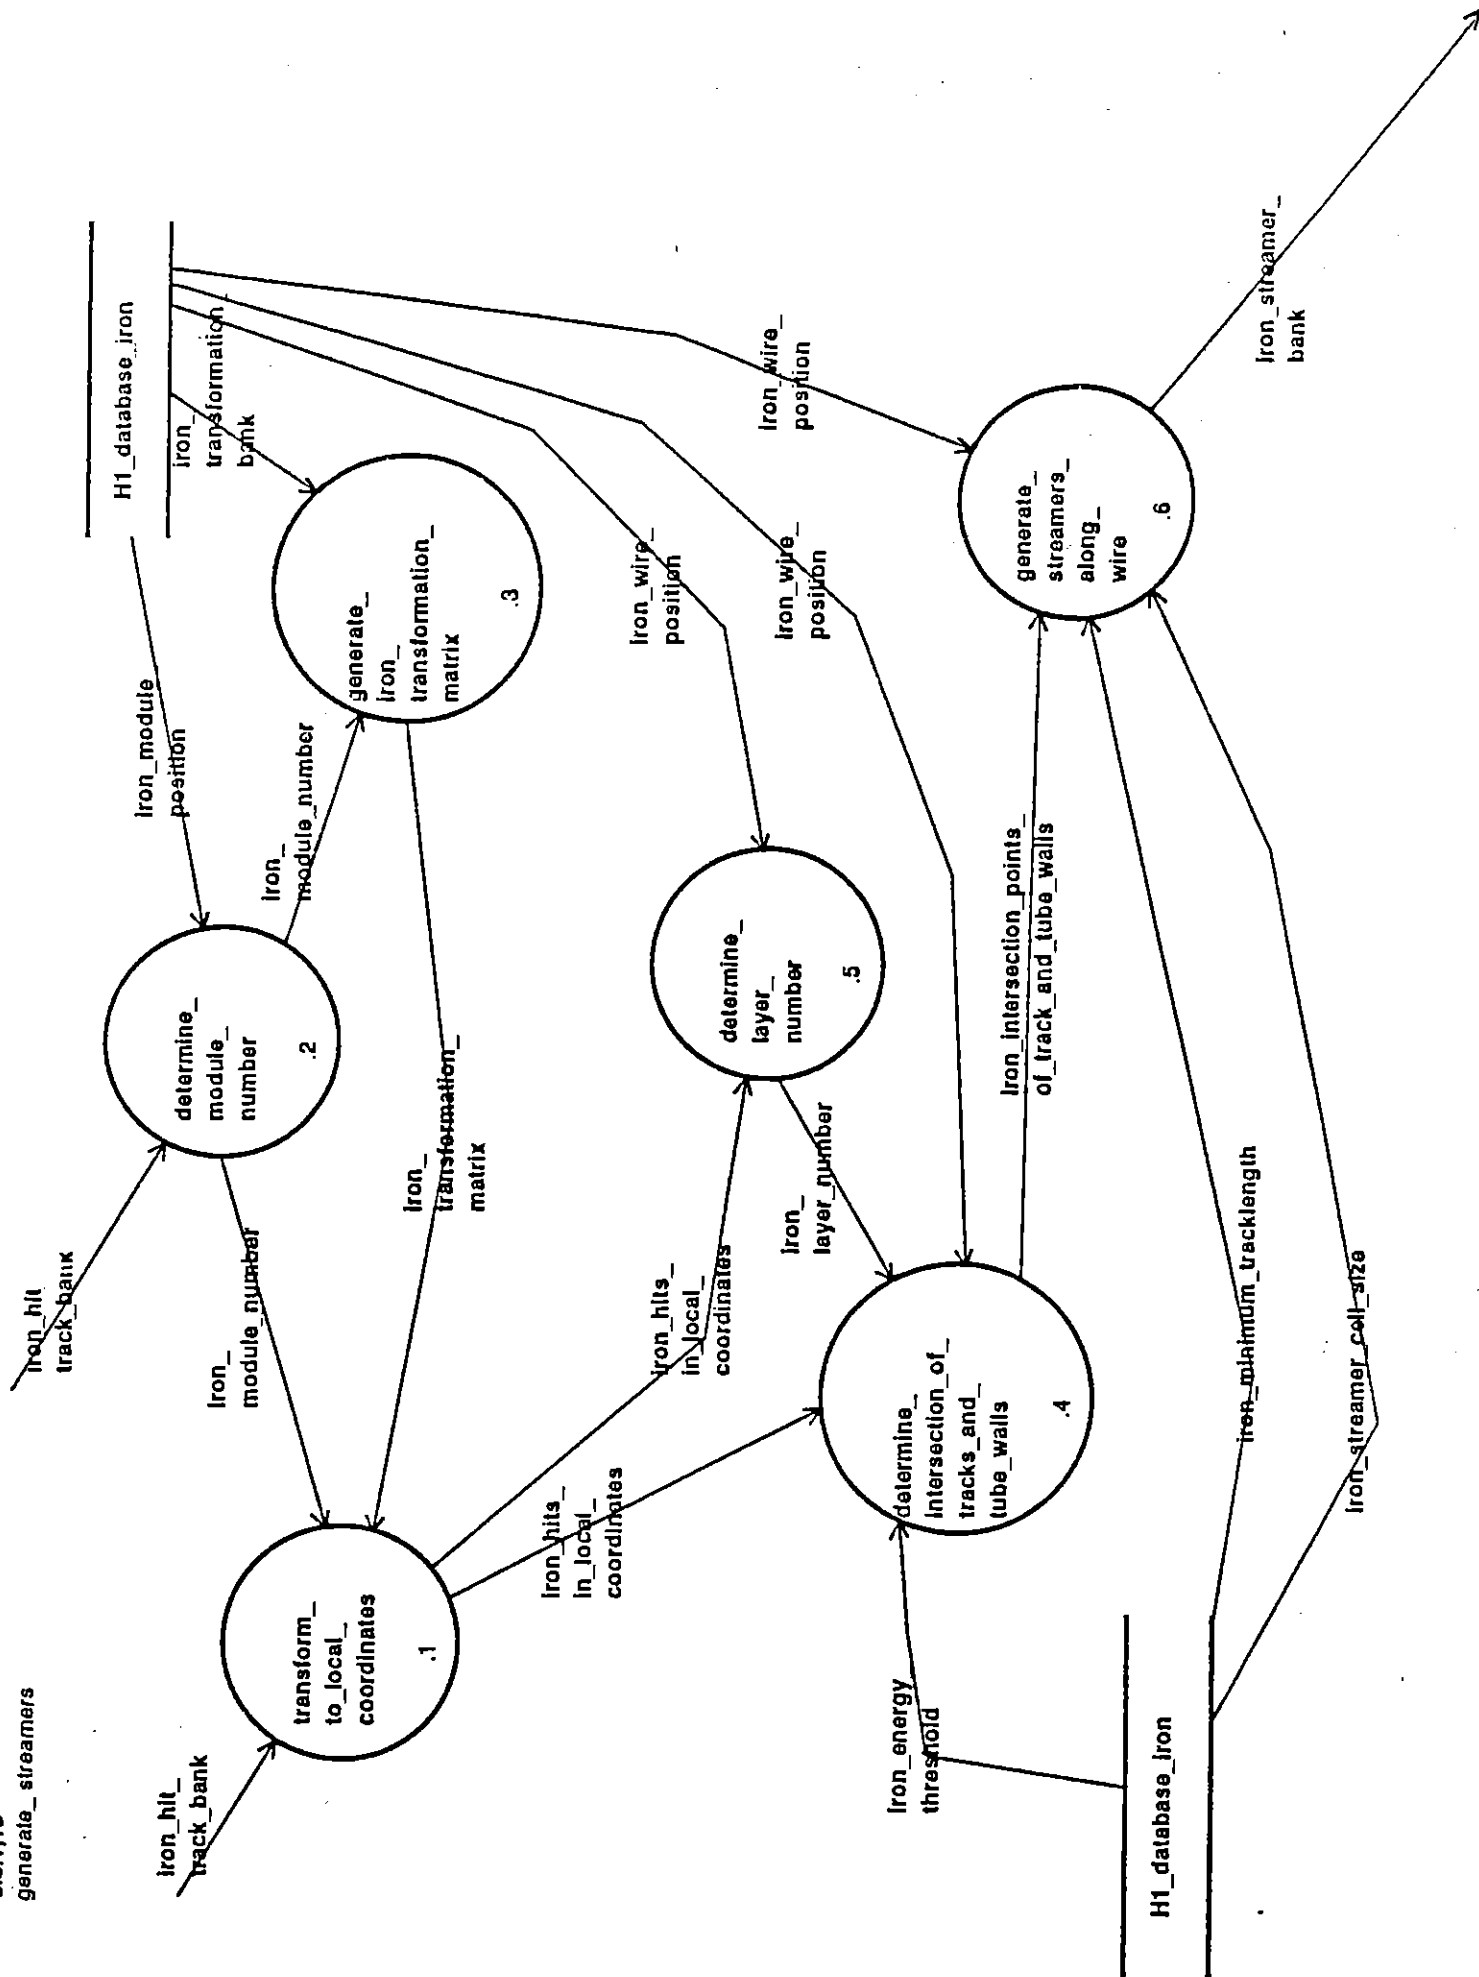 generate_ streamers
iron_hit_
track_bank
transform_
to_local_
coordinates
.1
iron_hit
track_bank
determine_
module_
number
.2
iron_module
position
H1_database_iron
iron_
transformation_
bank
generate_
iron_
transformation_
matrix
.3
iron_
module_number
iron_
module_number
iron_
transformation_
matrix
iron_hits_
in_local_
coordinates
iron_hits_
in_local_
coordinates
determine_
layer_
number
.5
iron_wire_
position
iron_wire_
position
iron_wire_
position
iron_
layer_number
determine_
intersection_of_
tracks_and_
tube_walls
.4
iron_energy
threshold
H1_database_iron
iron_intersection_points_
of_track_and_tube_walls
generate_
streamers_
along_
wire
.6
iron_minimum_tracklength
iron_streamer_cell_size
iron_streamer_
bank